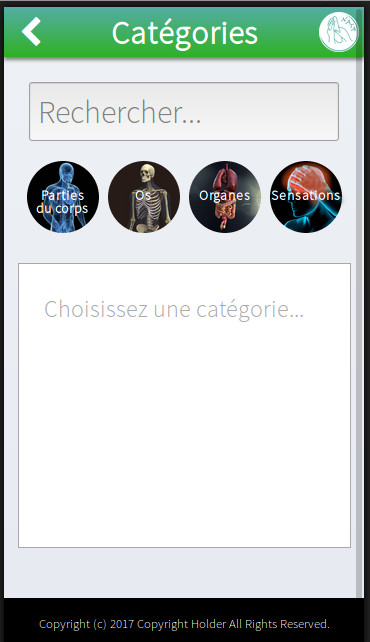 Catégories
Rechercher...
Parties
du corps
Os
Organes
Sensations
Choisissez une catégorie...
Copyright (c) 2017 Copyright Holder All Rights Reserved.